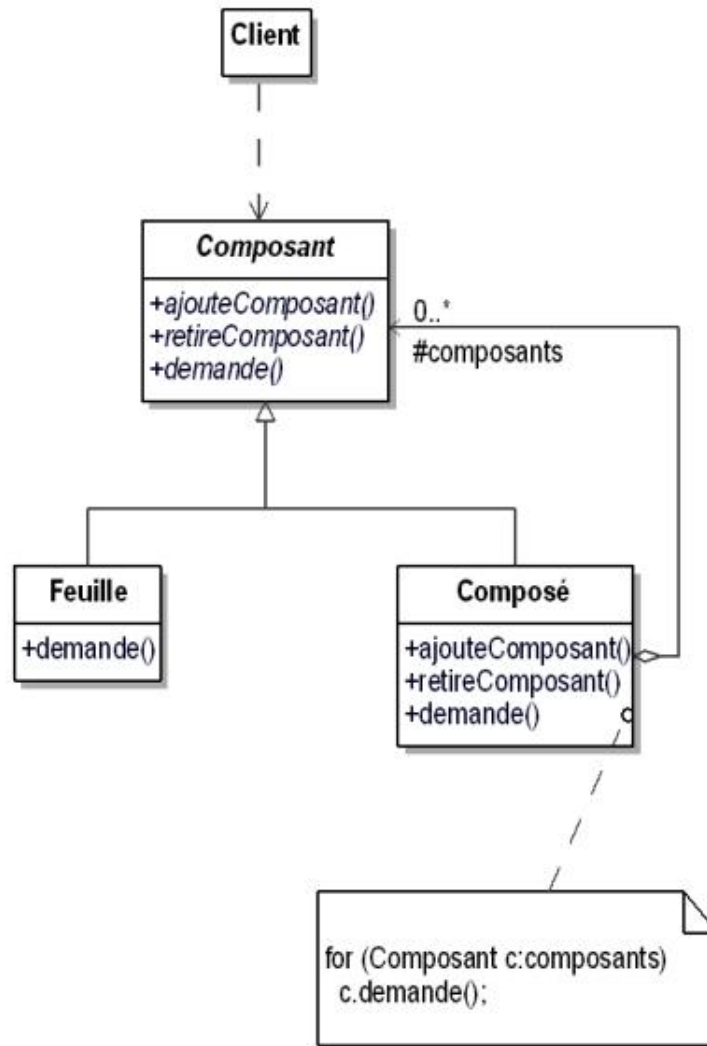 Client
Composant
+ajouteComposant()
+retireComposant()
+demande()
0..*
#composants
Feuille
+demande()
Composé
+ajouteComposant()
+retireComposant()
+demande()
for (Composant c:composants)
c.demande();